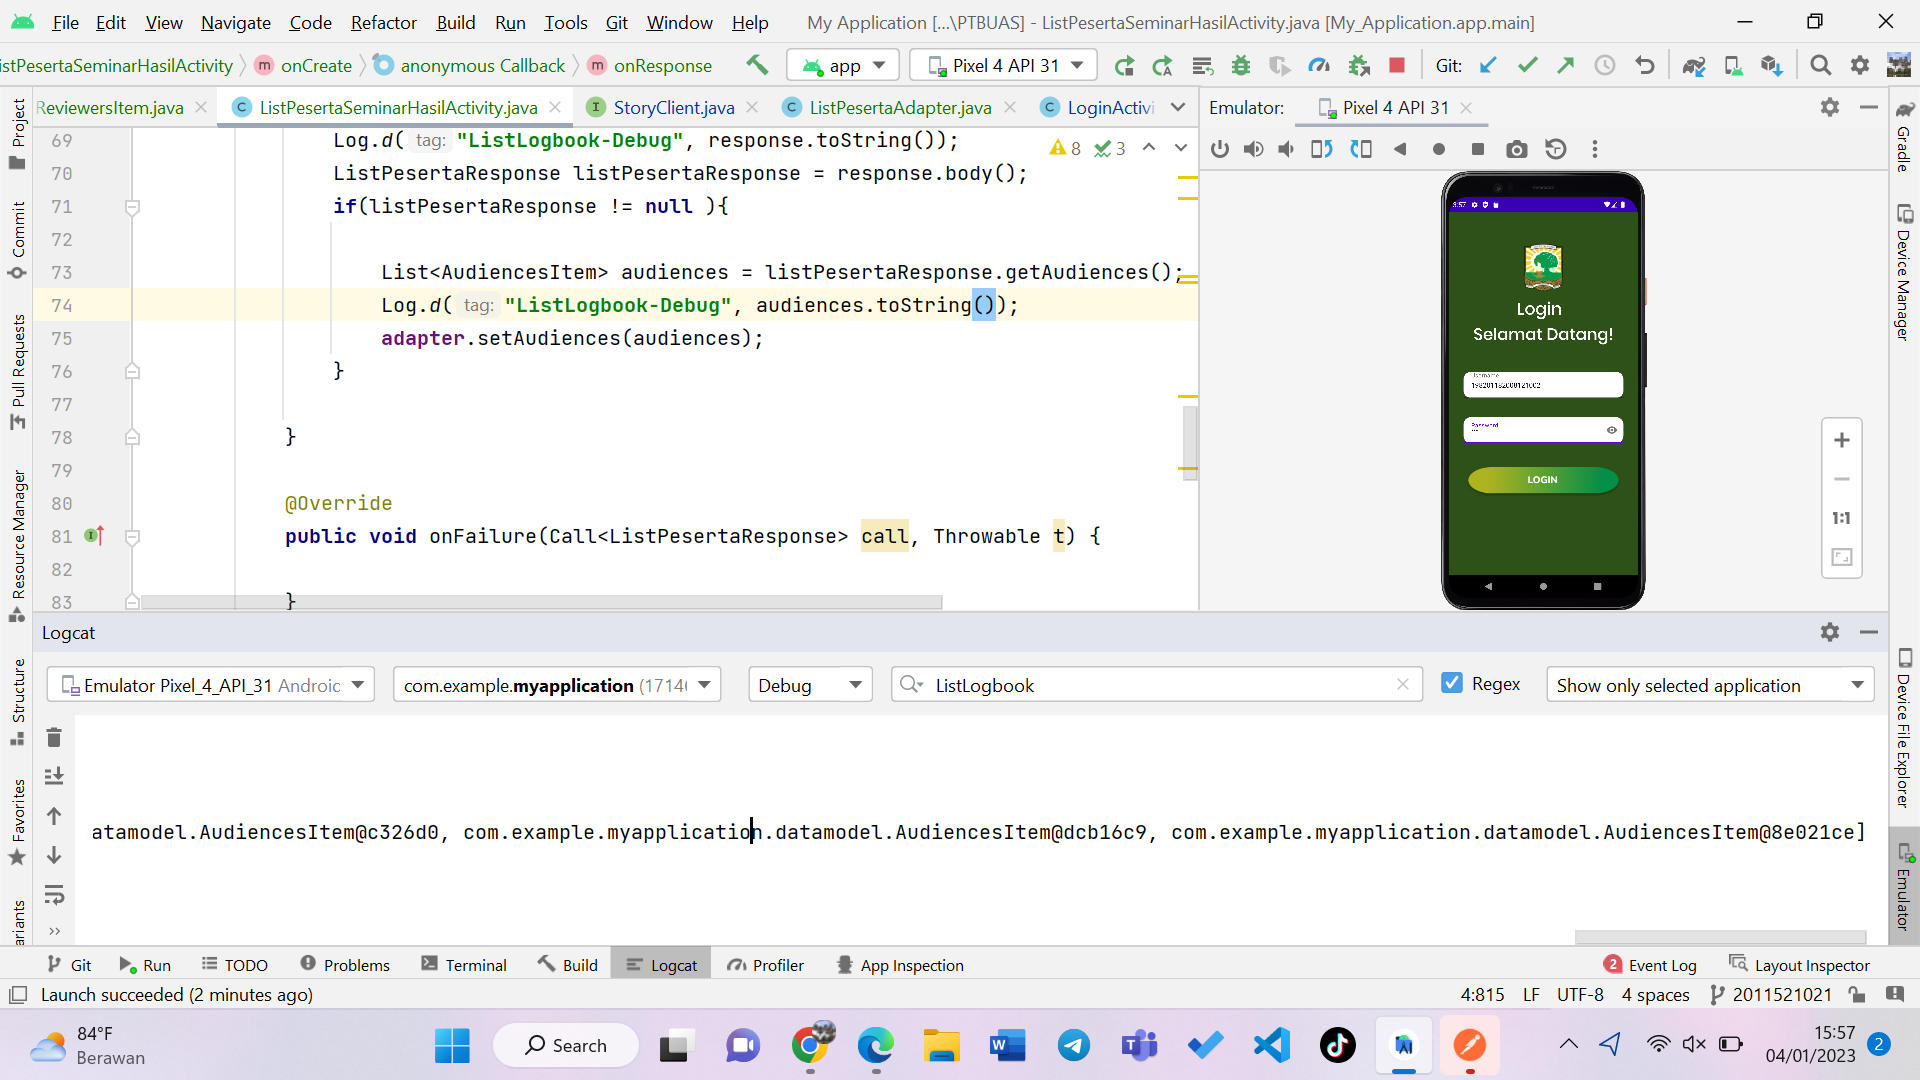 File Edit View Navigate Code Refactor Build Run Tools Git Window Help My Application [...\PTBUAS] - ListPesertaSeminarHasilActivity.java [My_Application.app.main]
istPesertaSeminarHasilActivity onCreate anonymous Callback onResponse app Pixel 4 API 31 Git:
ReviewersItem.java ListPesertaSeminarHasilActivity.java StoryClient.java ListPesertaAdapter.java LoginActivi
Emulator: Pixel 4 API 31
69 Log.d( tag: "ListLogbook-Debug", response.toString());
8 3
70 ListPesertaResponse listPesertaResponse = response.body();
71 if(listPesertaResponse != null ){
72
73 List<AudiencesItem> audiences = listPesertaResponse.getAudiences();
74 Log.d( tag: "ListLogbook-Debug", audiences.toString());
75 adapter.setAudiences(audiences);
76 }
77
78 }
79
80 @Override
81 public void onFailure(Call<ListPesertaResponse> call, Throwable t) {
82
83 }
3:57
Login
Selamat Datang!
Username
Password
LOGIN
1:1
Project
Commit
Pull Requests
Resource Manager
Structure
Favorites
ariants
Gradle
Device Manager
Device File Explorer
Emulator
Logcat
Emulator Pixel_4_API_31 Androic com.example.myapplication (1714( Debug ListLogbook Regex Show only selected application
atamodel.AudiencesItem@c326d0, com.example.myapplication.datamodel.AudiencesItem@dcb16c9, com.example.myapplication.datamodel.AudiencesItem@8e021ce]
Git Run TODO Problems Terminal Build Logcat Profiler App Inspection 2 Event Log Layout Inspector
Launch succeeded (2 minutes ago) 4:815 LF UTF-8 4 spaces 2011521021
84°F
Berawan
Search
15:57
04/01/2023
2